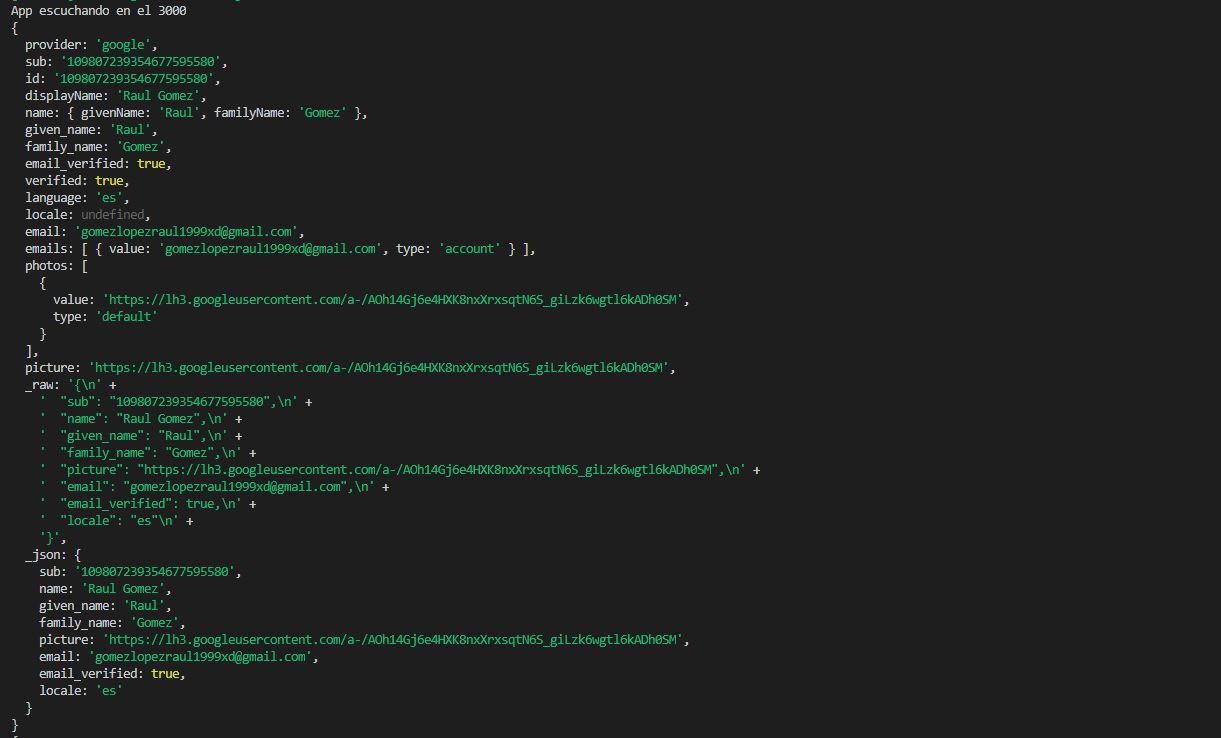 App escuchando en el 3000
{
  provider: 'google',
  sub: '109807239354677595580',
  id: '109807239354677595580',
  displayName: 'Raul Gomez',
  name: { givenName: 'Raul', familyName: 'Gomez' },
  given_name: 'Raul',
  family_name: 'Gomez',
  email_verified: true,
  verified: true,
  language: 'es',
  locale: undefined,
  email: 'gomezlopezraul1999xd@gmail.com',
  emails: [ { value: 'gomezlopezraul1999xd@gmail.com', type: 'account' } ],
  photos: [
    {
      value: 'https://lh3.googleusercontent.com/a-/AOh14Gj6e4HXK8nxXrxsqtN6S_giLzk6wgtl6kADh0SM',
      type: 'default'
    }
  ],
  picture: 'https://lh3.googleusercontent.com/a-/AOh14Gj6e4HXK8nxXrxsqtN6S_giLzk6wgtl6kADh0SM',
  _raw: '{\n' +
    '  "sub": "109807239354677595580",\n' +
    '  "name": "Raul Gomez",\n' +
    '  "given_name": "Raul",\n' +
    '  "family_name": "Gomez",\n' +
    '  "picture": "https://lh3.googleusercontent.com/a-/AOh14Gj6e4HXK8nxXrxsqtN6S_giLzk6wgtl6kADh0SM",\n' +
    '  "email": "gomezlopezraul1999xd@gmail.com",\n' +
    '  "email_verified": true,\n' +
    '  "locale": "es"\n' +
    '}',
  _json: {
    sub: '109807239354677595580',
    name: 'Raul Gomez',
    given_name: 'Raul',
    family_name: 'Gomez',
    picture: 'https://lh3.googleusercontent.com/a-/AOh14Gj6e4HXK8nxXrxsqtN6S_giLzk6wgtl6kADh0SM',
    email: 'gomezlopezraul1999xd@gmail.com',
    email_verified: true,
    locale: 'es'
  }
}